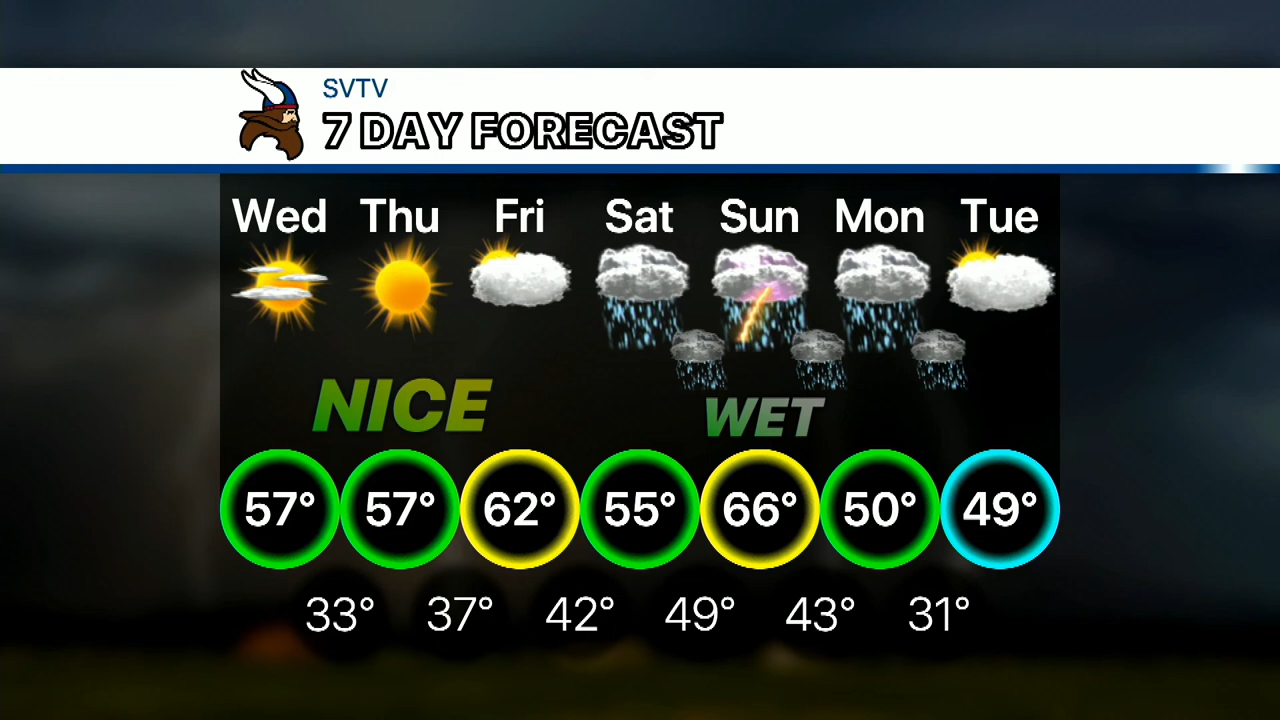 SVTV
7 DAY FORECAST
Wed Thu Fri Sat Sun Mon Tue
NICE
WET
57° 57° 62° 55° 66° 50° 49°
33° 37° 42° 49° 43° 31°